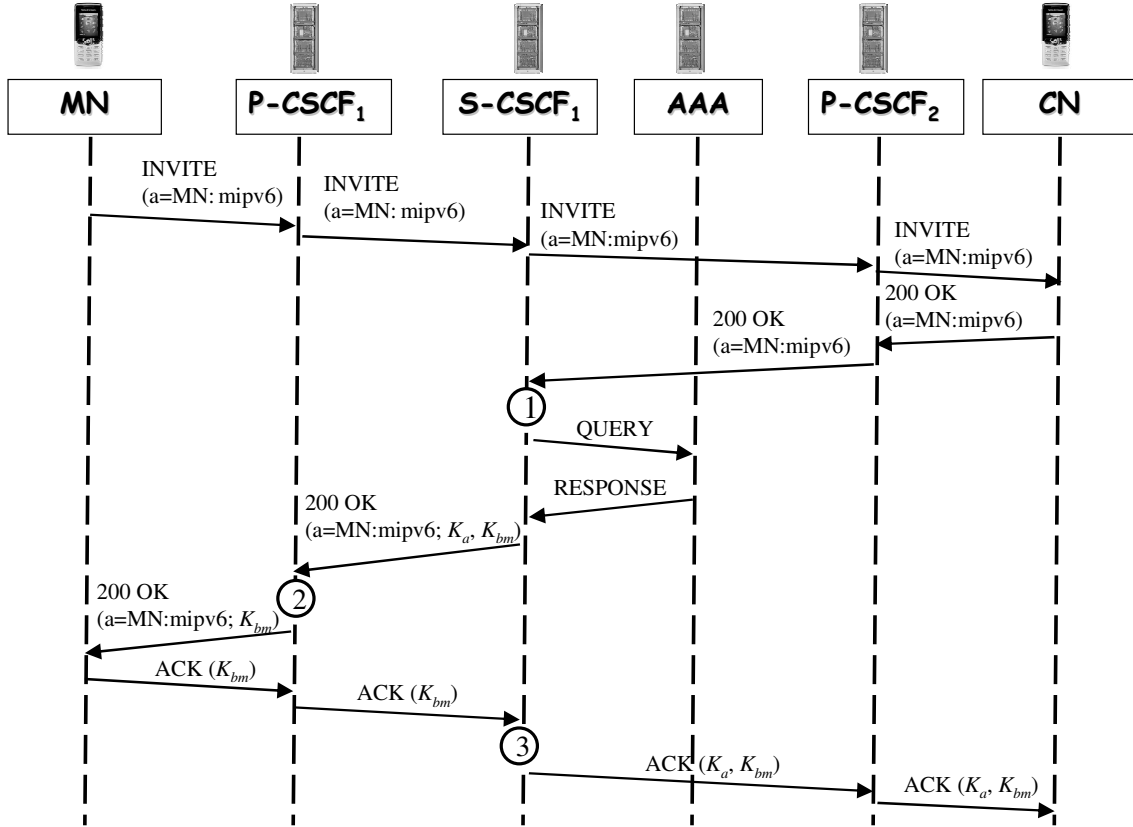 MN
P-CSCF1
S-CSCF1
AAA
P-CSCF2
CN
INVITE
(a=MN: mipv6)
INVITE
(a=MN: mipv6)
INVITE
(a=MN:mipv6)
INVITE
(a=MN:mipv6)
200 OK
(a=MN:mipv6)
200 OK
(a=MN:mipv6)
1
QUERY
RESPONSE
200 OK
(a=MN:mipv6; Ka, Kbm)
2
200 OK
(a=MN:mipv6; Kbm)
ACK (Kbm)
ACK (Kbm)
3
ACK (Ka, Kbm)
ACK (Ka, Kbm)